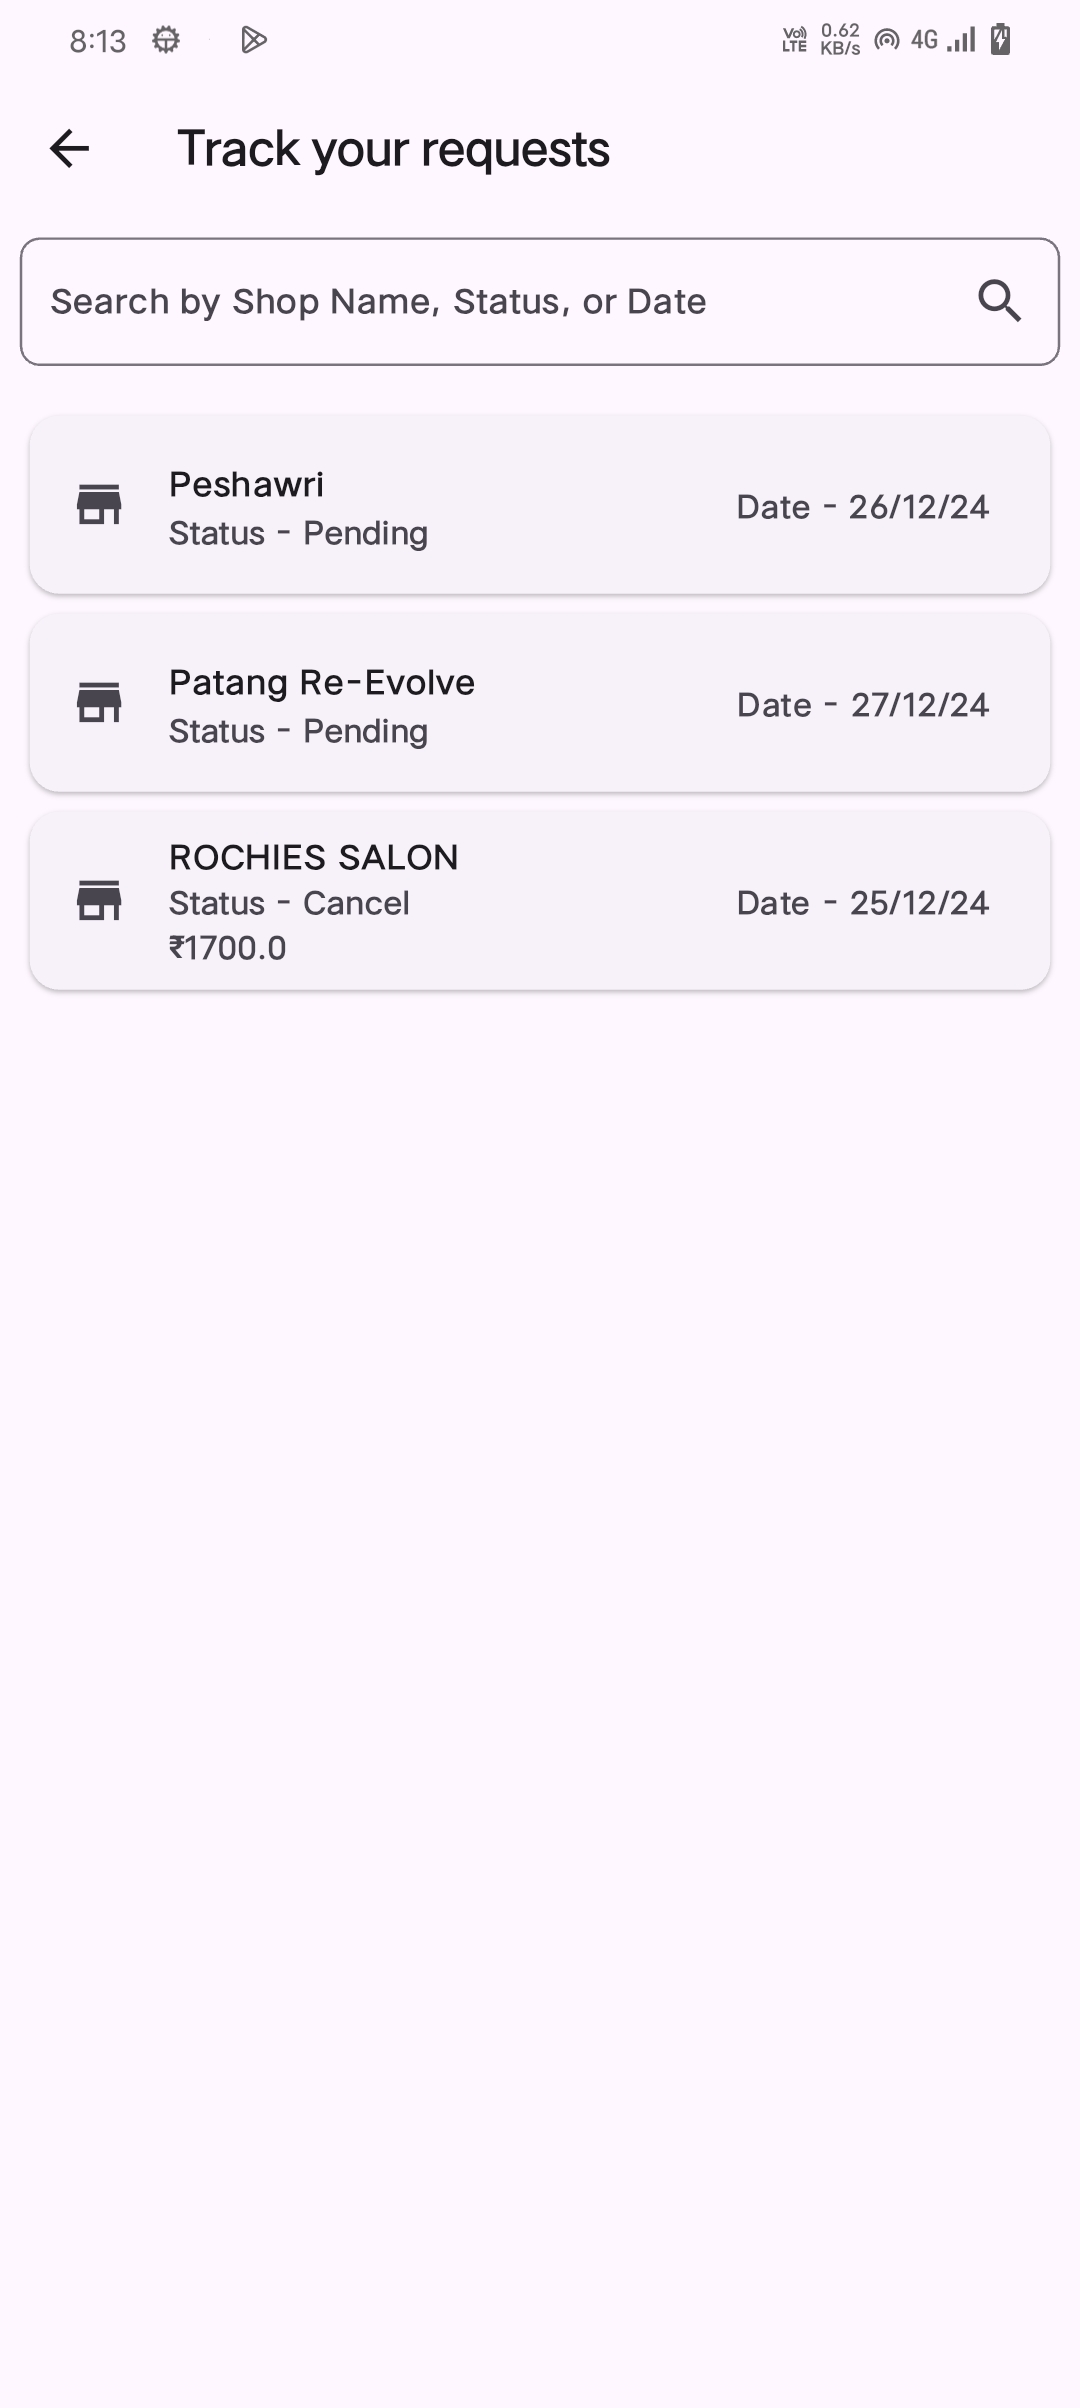 8:13
Vo) LTE 0.62 KB/s 4G
Track your requests
Search by Shop Name, Status, or Date
Peshawri
Status - Pending
Date - 26/12/24
Patang Re-Evolve
Status - Pending
Date - 27/12/24
ROCHIES SALON
Status - Cancel
₹1700.0
Date - 25/12/24